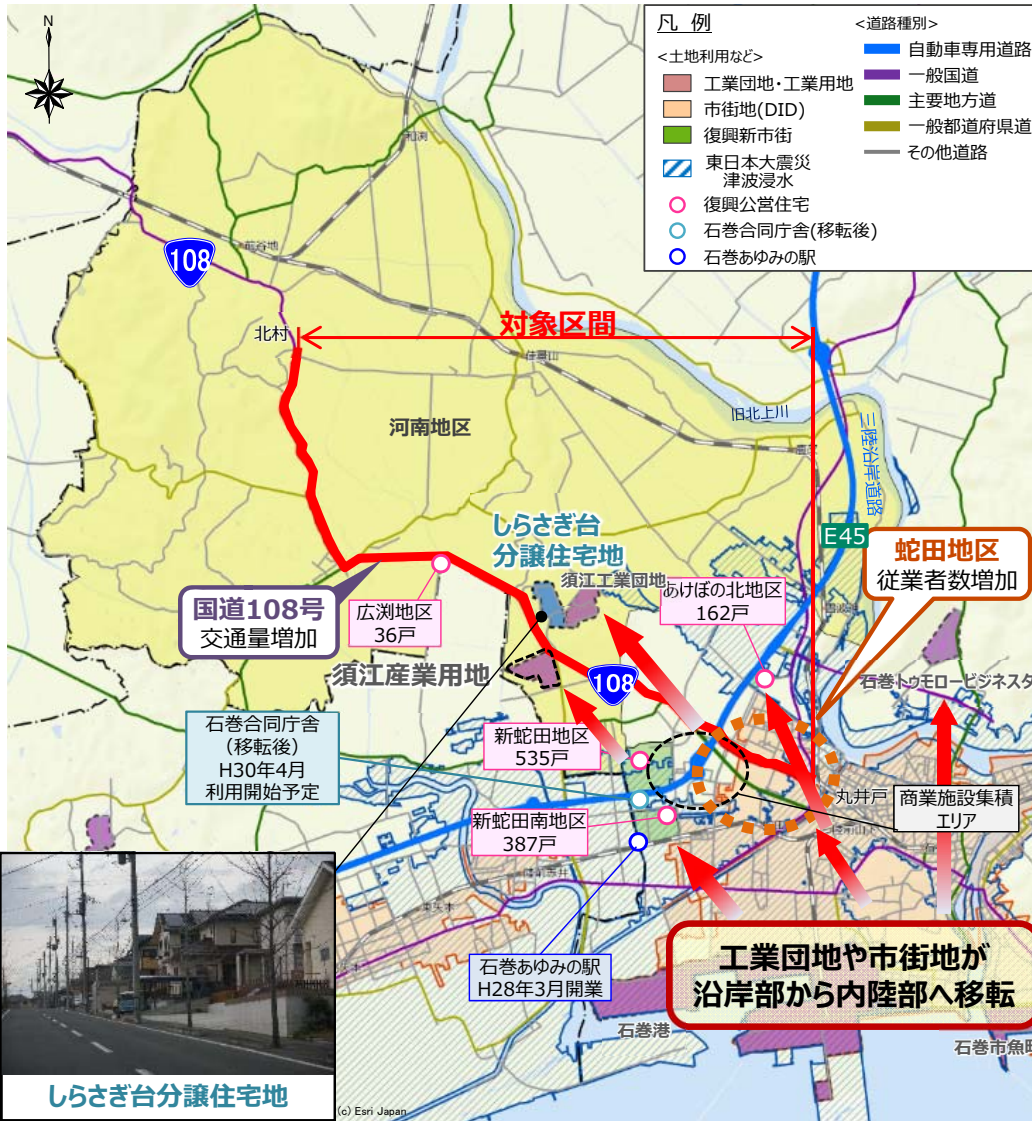 N
凡 例
<土地利用など>
工業団地・工業用地
市街地(DID)
復興新市街
東日本大震災
津波浸水
復興公営住宅
石巻合同庁舎(移転後)
石巻あゆみの駅
<道路種別>
自動車専用道路
一般国道
主要地方道
一般都道府県道
その他道路
和渕
前谷地
108
北村
対象区間
佳景山
旧北上川
河南地区
鹿又
三陸沿岸道路
E45
しらさぎ台
分譲住宅地
須江工業団地
蛇田地区
従業者数増加
あけぼの北地区
162戸
国道108号
交通量増加
広渕地区
36戸
須江産業用地
108
石巻トゥモロービジネスタ
石巻合同庁舎
(移転後)
H30年4月
利用開始予定
新蛇田地区
535戸
丸井戸
商業施設集積
エリア
新蛇田南地区
387戸
石巻あゆみの駅
H28年3月開業
工業団地や市街地が
沿岸部から内陸部へ移転
石巻港
石巻市魚町
しらさぎ台分譲住宅地
(c) Esri Japan